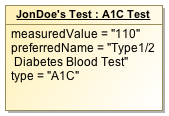 JonDoe's Test : A1C Test
measuredValue = "110"
preferredName = "Type1/2
Diabetes Blood Test"
type = "A1C"